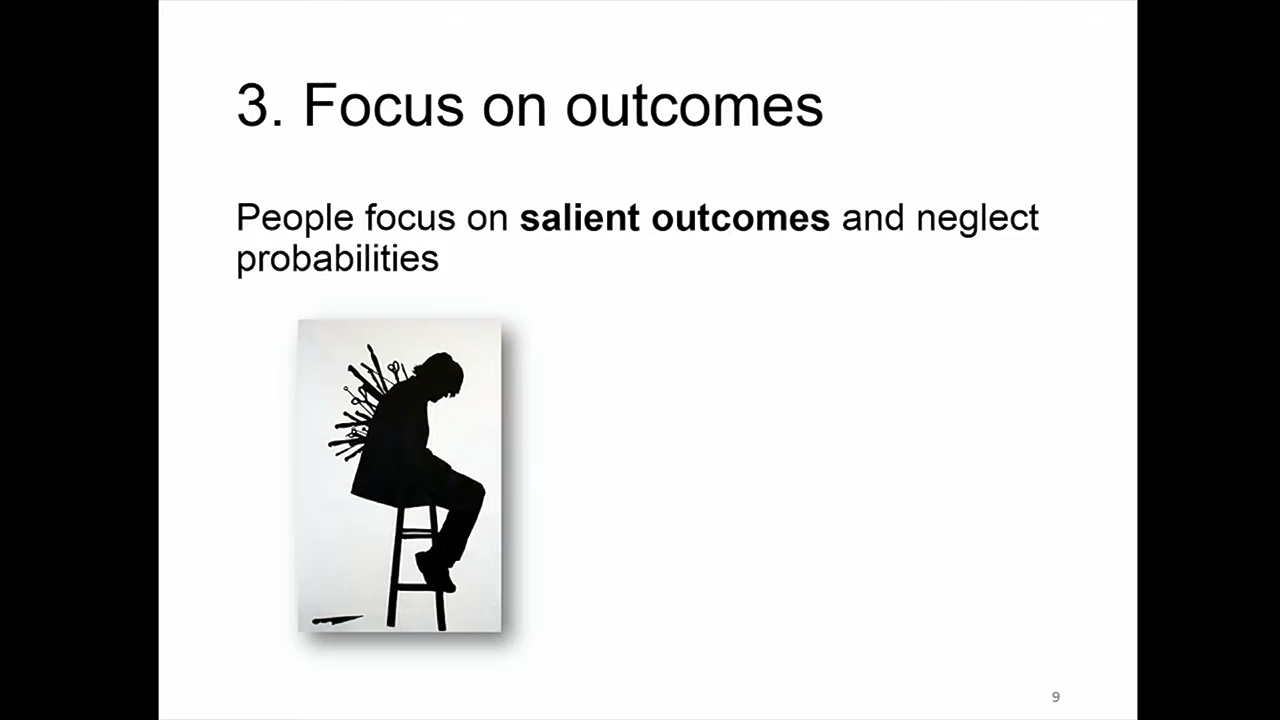 3. Focus on outcomes
People focus on salient outcomes and neglect
probabilities
9